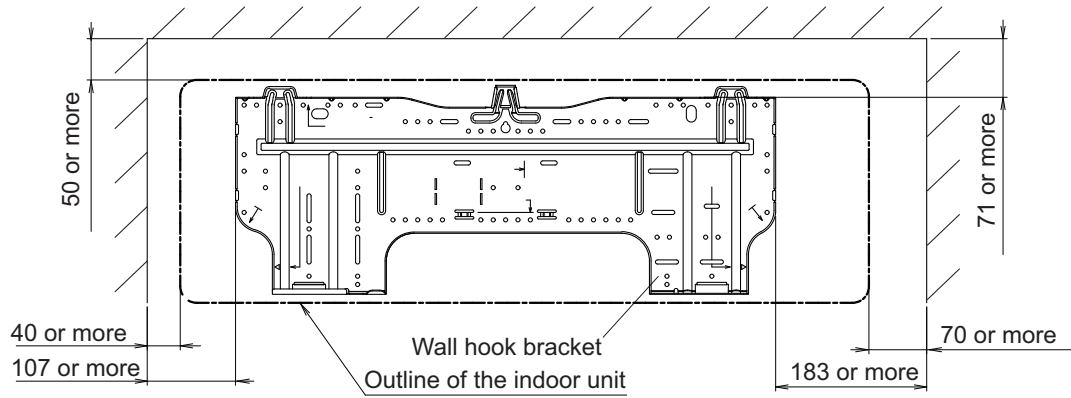 50 or more
71 or more
40 or more
107 or more
Wall hook bracket
Outline of the indoor unit
70 or more
183 or more